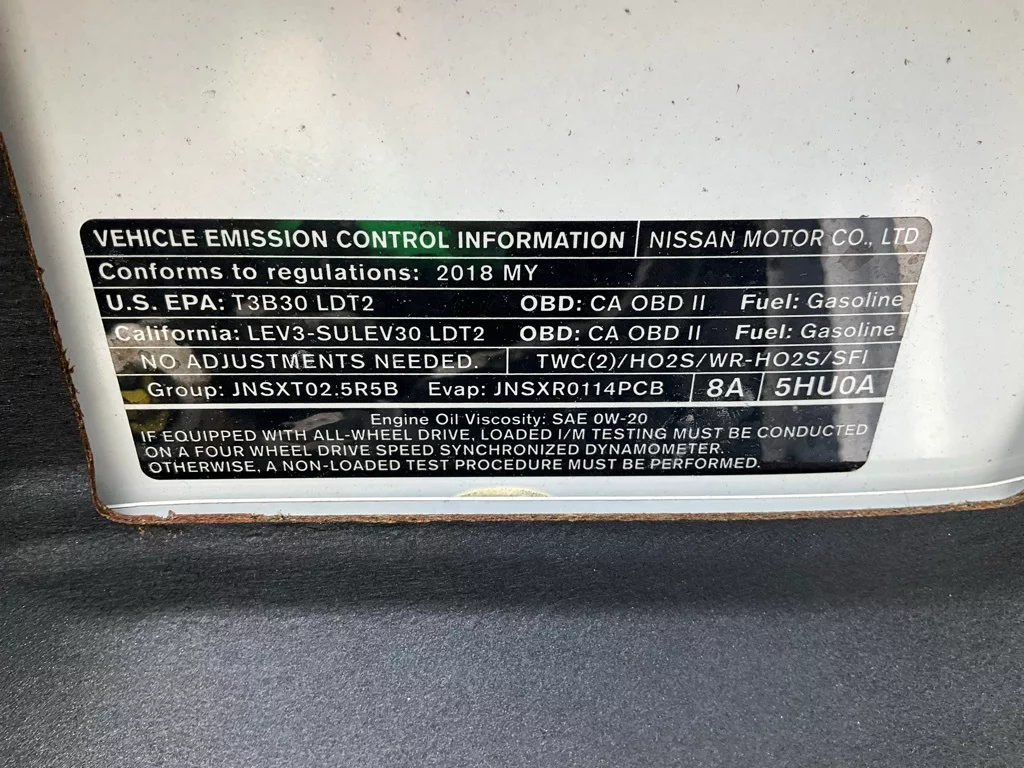 VEHICLE EMISSION CONTROL INFORMATION NISSAN MOTOR CO., LTD
Conforms to regulations: 2018 MY
U.S. EPA: T3B30 LDT2 OBD: CA OBD II Fuel: Gasoline
California: LEV3-SULEV30 LDT2 OBD: CA OBD II Fuel: Gasoline
NO ADJUSTMENTS NEEDED. TWC(2)/HO2S/WR-HO2S/SFI
Group: JNSXT02.5R5B Evap: JNSXR0114PCB 8A 5HU0A
Engine Oil Viscosity: SAE 0W-20
IF EQUIPPED WITH ALL-WHEEL DRIVE, LOADED I/M TESTING MUST BE CONDUCTED
ON A FOUR WHEEL DRIVE SPEED SYNCHRONIZED DYNAMOMETER.
OTHERWISE, A NON-LOADED TEST PROCEDURE MUST BE PERFORMED.